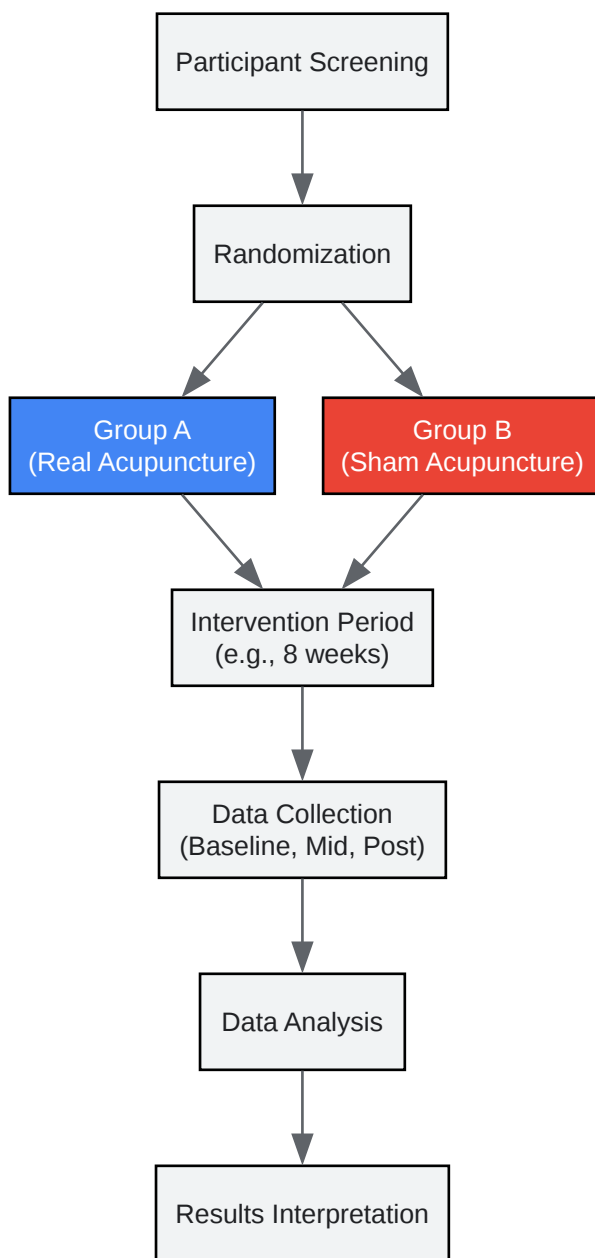 Participant Screening
Randomization
Group A
(Real Acupuncture)
Group B
(Sham Acupuncture)
Intervention Period
(e.g., 8 weeks)
Data Collection
(Baseline, Mid, Post)
Data Analysis
Results Interpretation